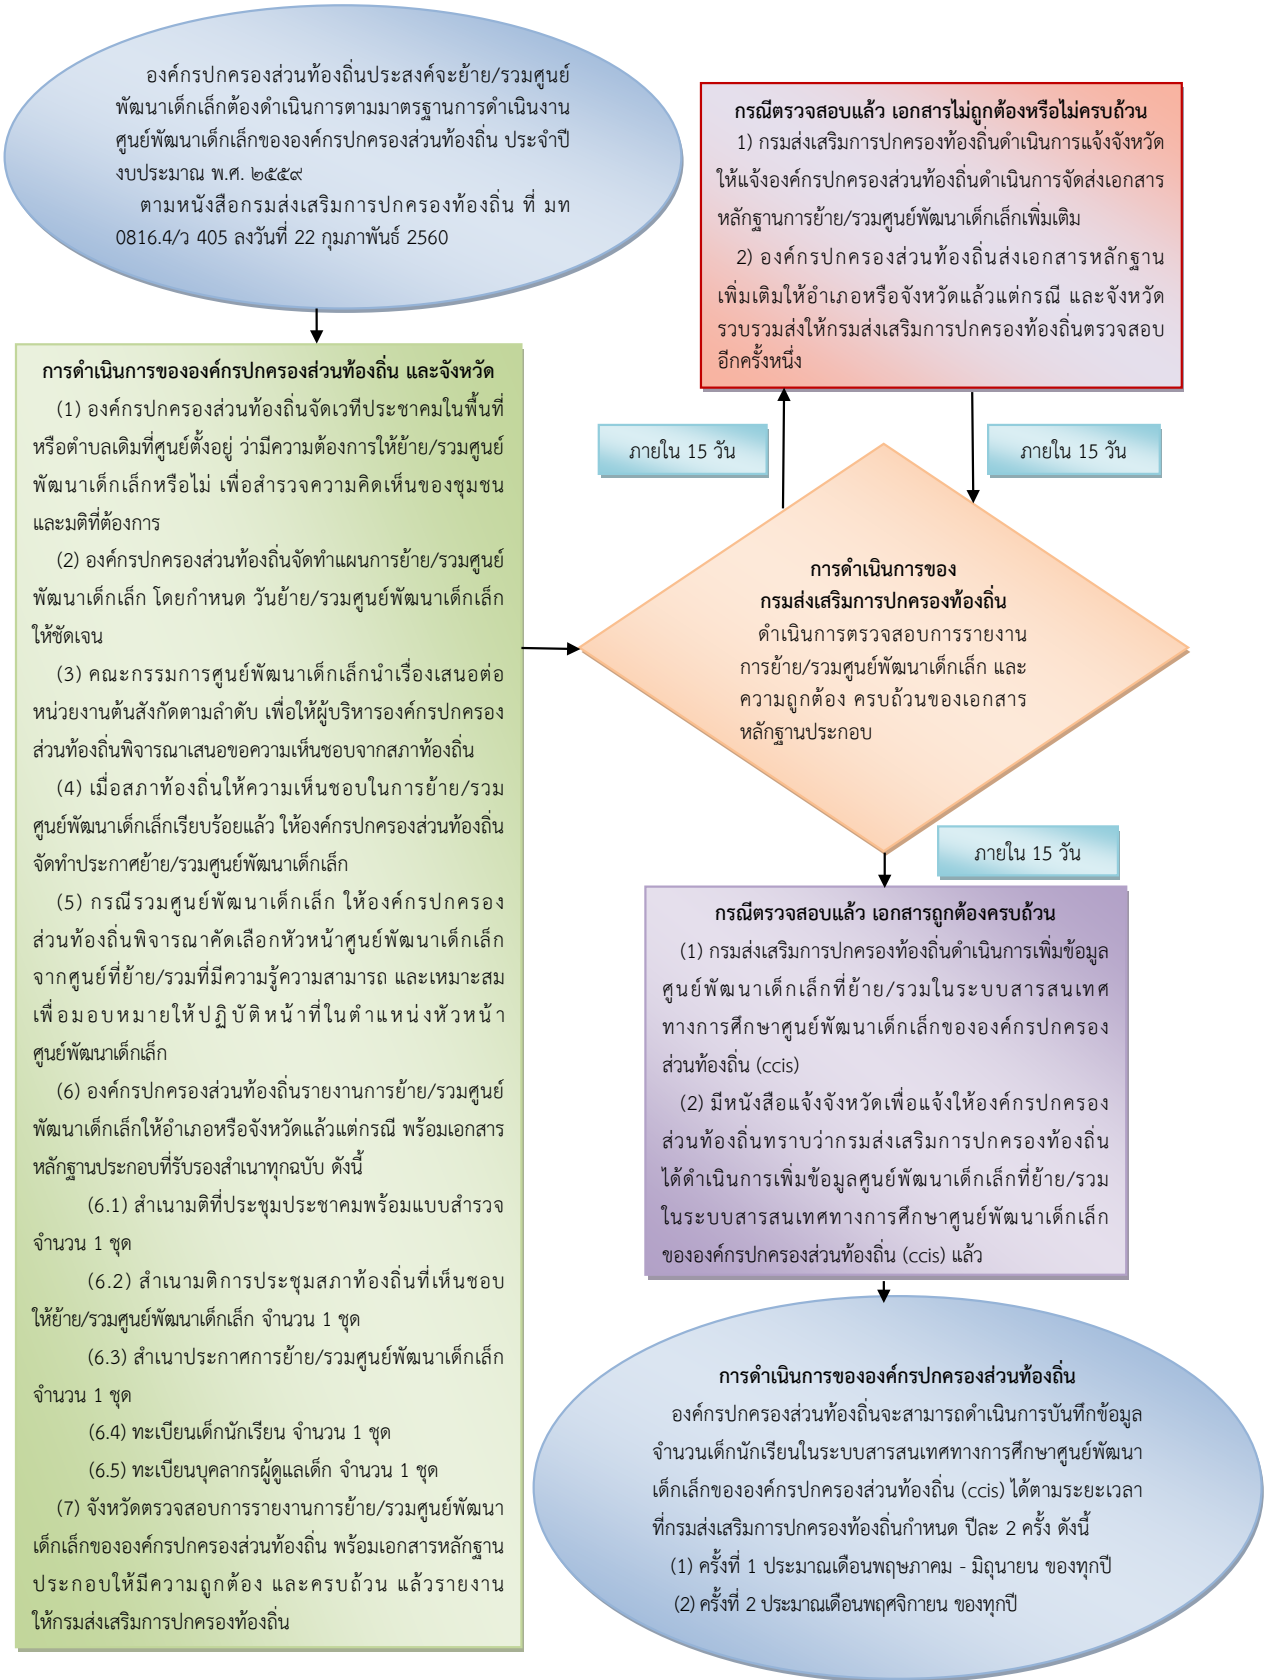 องค์กรปกครองส่วนท้องถิ่นประสงค์จะย้าย/รวมศูนย์
พัฒนาเด็กเล็กต้องดำเนินการตามมาตรฐานการดำเนินงาน
ศูนย์พัฒนาเด็กเล็กขององค์กรปกครองส่วนท้องถิ่น ประจำปี
งบประมาณ พ.ศ. ๒๕๕๙
ตามหนังสือกรมส่งเสริมการปกครองท้องถิ่น ที่ มท
0816.4/ว 405 ลงวันที่ 22 กุมภาพันธ์ 2560
การดำเนินการขององค์กรปกครองส่วนท้องถิ่น และจังหวัด
(1) องค์กรปกครองส่วนท้องถิ่นจัดเวทีประชาคมในพื้นที่
หรือตำบลเดิมที่ศูนย์ตั้งอยู่ ว่ามีความต้องการให้ย้าย/รวมศูนย์
พัฒนาเด็กเล็กหรือไม่ เพื่อสำรวจความคิดเห็นของชุมชน
และมติที่ต้องการ
(2) องค์กรปกครองส่วนท้องถิ่นจัดทำแผนการย้าย/รวมศูนย์
พัฒนาเด็กเล็ก โดยกำหนด วันย้าย/รวมศูนย์พัฒนาเด็กเล็ก
ให้ชัดเจน
(3) คณะกรรมการศูนย์พัฒนาเด็กเล็กนำเรื่องเสนอต่อ
หน่วยงานต้นสังกัดตามลำดับ เพื่อให้ผู้บริหารองค์กรปกครอง
ส่วนท้องถิ่นพิจารณาเสนอขอความเห็นชอบจากสภาท้องถิ่น
(4) เมื่อสภาท้องถิ่นให้ความเห็นชอบในการย้าย/รวม
ศูนย์พัฒนาเด็กเล็กเรียบร้อยแล้ว ให้องค์กรปกครองส่วนท้องถิ่น
จัดทำประกาศย้าย/รวมศูนย์พัฒนาเด็กเล็ก
(5) กรณีรวมศูนย์พัฒนาเด็กเล็ก ให้องค์กรปกครอง
ส่วนท้องถิ่นพิจารณาคัดเลือกหัวหน้าศูนย์พัฒนาเด็กเล็ก
จากศูนย์ที่ย้าย/รวมที่มีความรู้ความสามารถ และเหมาะสม
เพื่อมอบหมายให้ปฏิบัติหน้าที่ในตำแหน่งหัวหน้า
ศูนย์พัฒนาเด็กเล็ก
(6) องค์กรปกครองส่วนท้องถิ่นรายงานการย้าย/รวมศูนย์
พัฒนาเด็กเล็กให้อำเภอหรือจังหวัดแล้วแต่กรณี พร้อมเอกสาร
หลักฐานประกอบที่รับรองสำเนาทุกฉบับ ดังนี้
(6.1) สำเนามติที่ประชุมประชาคมพร้อมแบบสำรวจ
จำนวน 1 ชุด
(6.2) สำเนามติการประชุมสภาท้องถิ่นที่เห็นชอบ
ให้ย้าย/รวมศูนย์พัฒนาเด็กเล็ก จำนวน 1 ชุด
(6.3) สำเนาประกาศการย้าย/รวมศูนย์พัฒนาเด็กเล็ก
จำนวน 1 ชุด
(6.4) ทะเบียนเด็กนักเรียน จำนวน 1 ชุด
(6.5) ทะเบียนบุคลากรผู้ดูแลเด็ก จำนวน 1 ชุด
(7) จังหวัดตรวจสอบการรายงานการย้าย/รวมศูนย์พัฒนา
เด็กเล็กขององค์กรปกครองส่วนท้องถิ่น พร้อมเอกสารหลักฐาน
ประกอบให้มีความถูกต้อง และครบถ้วน แล้วรายงาน
ให้กรมส่งเสริมการปกครองท้องถิ่น
กรณีตรวจสอบแล้ว เอกสารไม่ถูกต้องหรือไม่ครบถ้วน
1) กรมส่งเสริมการปกครองท้องถิ่นดำเนินการแจ้งจังหวัด
ให้แจ้งองค์กรปกครองส่วนท้องถิ่นดำเนินการจัดส่งเอกสาร
หลักฐานการย้าย/รวมศูนย์พัฒนาเด็กเล็กเพิ่มเติม
2) องค์กรปกครองส่วนท้องถิ่นส่งเอกสารหลักฐาน
เพิ่มเติมให้อำเภอหรือจังหวัดแล้วแต่กรณี และจังหวัด
รวบรวมส่งให้กรมส่งเสริมการปกครองท้องถิ่นตรวจสอบ
อีกครั้งหนึ่ง
ภายใน 15 วัน
ภายใน 15 วัน
การดำเนินการของ
กรมส่งเสริมการปกครองท้องถิ่น
ดำเนินการตรวจสอบการรายงาน
การย้าย/รวมศูนย์พัฒนาเด็กเล็ก และ
ความถูกต้อง ครบถ้วนของเอกสาร
หลักฐานประกอบ
ภายใน 15 วัน
กรณีตรวจสอบแล้ว เอกสารถูกต้องครบถ้วน
(1) กรมส่งเสริมการปกครองท้องถิ่นดำเนินการเพิ่มข้อมูล
ศูนย์พัฒนาเด็กเล็กที่ย้าย/รวมในระบบสารสนเทศ
ทางการศึกษาศูนย์พัฒนาเด็กเล็กขององค์กรปกครอง
ส่วนท้องถิ่น (ccis)
(2) มีหนังสือแจ้งจังหวัดเพื่อแจ้งให้องค์กรปกครอง
ส่วนท้องถิ่นทราบว่ากรมส่งเสริมการปกครองท้องถิ่น
ได้ดำเนินการเพิ่มข้อมูลศูนย์พัฒนาเด็กเล็กที่ย้าย/รวม
ในระบบสารสนเทศทางการศึกษาศูนย์พัฒนาเด็กเล็ก
ขององค์กรปกครองส่วนท้องถิ่น (ccis) แล้ว
การดำเนินการขององค์กรปกครองส่วนท้องถิ่น
องค์กรปกครองส่วนท้องถิ่นจะสามารถดำเนินการบันทึกข้อมูล
จำนวนเด็กนักเรียนในระบบสารสนเทศทางการศึกษาศูนย์พัฒนา
เด็กเล็กขององค์กรปกครองส่วนท้องถิ่น (ccis) ได้ตามระยะเวลา
ที่กรมส่งเสริมการปกครองท้องถิ่นกำหนด ปีละ 2 ครั้ง ดังนี้
(1) ครั้งที่ 1 ประมาณเดือนพฤษภาคม - มิถุนายน ของทุกปี
(2) ครั้งที่ 2 ประมาณเดือนพฤศจิกายน ของทุกปี